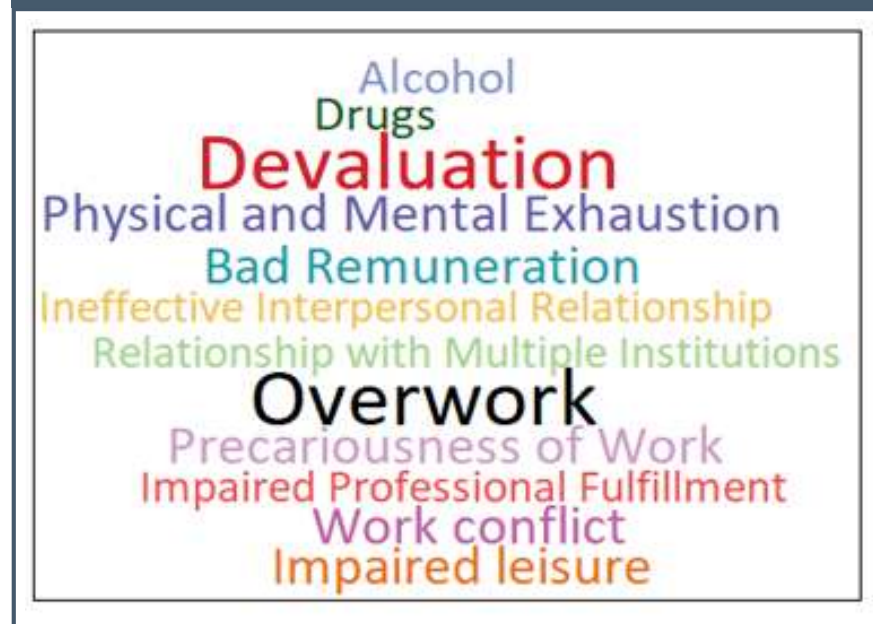 Alcohol
Drugs
Devaluation
Physical and Mental Exhaustion
Bad Remuneration
Ineffective Interpersonal Relationship
Relationship with Multiple Institutions
Overwork
Precariousness of Work
Impaired Professional Fulfillment
Work conflict
Impaired leisure